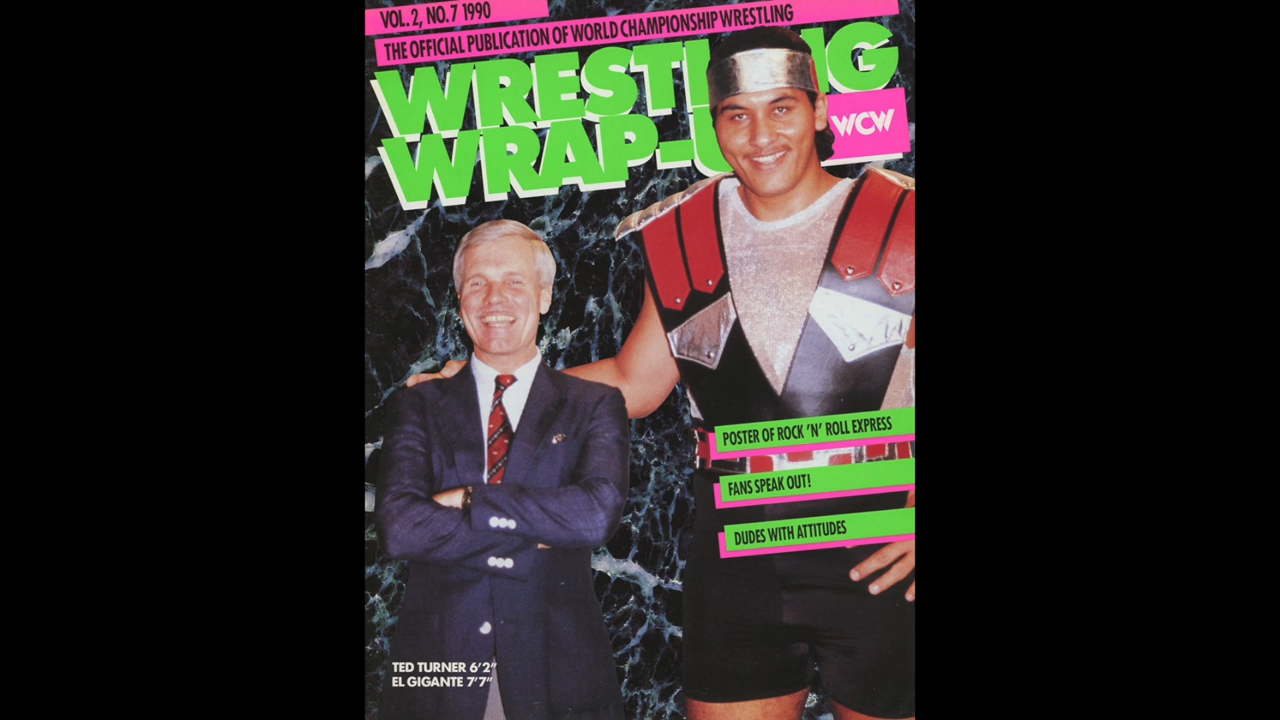 VOL. 2, NO. 7 1990
THE OFFICIAL PUBLICATION OF WORLD CHAMPIONSHIP WRESTLING
WRESTLING
WRAP-U
WCW
POSTER OF ROCK 'N' ROLL EXPRESS
FANS SPEAK OUT!
DUDES WITH ATTITUDES
TED TURNER 6'2"
EL GIGANTE 7'7"